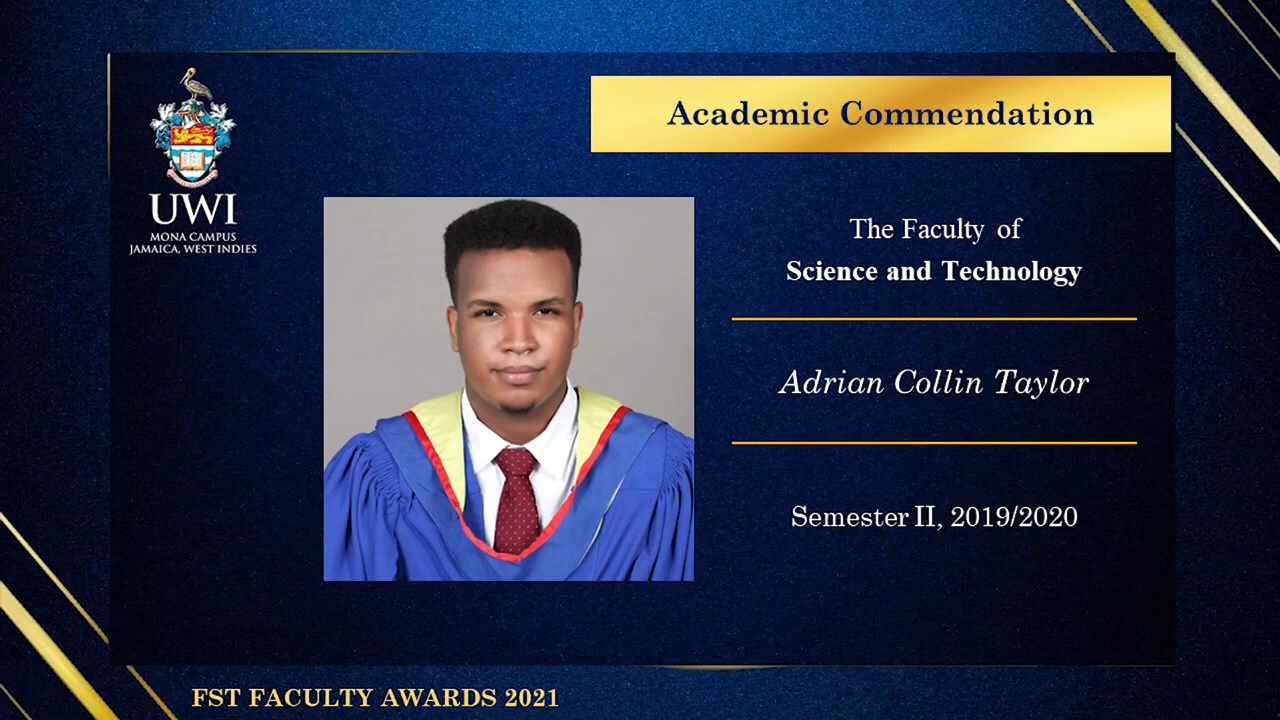 UWI
MONA CAMPUS
JAMAICA, WEST INDIES
Academic Commendation
The Faculty of
Science and Technology
Adrian Collin Taylor
Semester II, 2019/2020
FST FACULTY AWARDS 2021